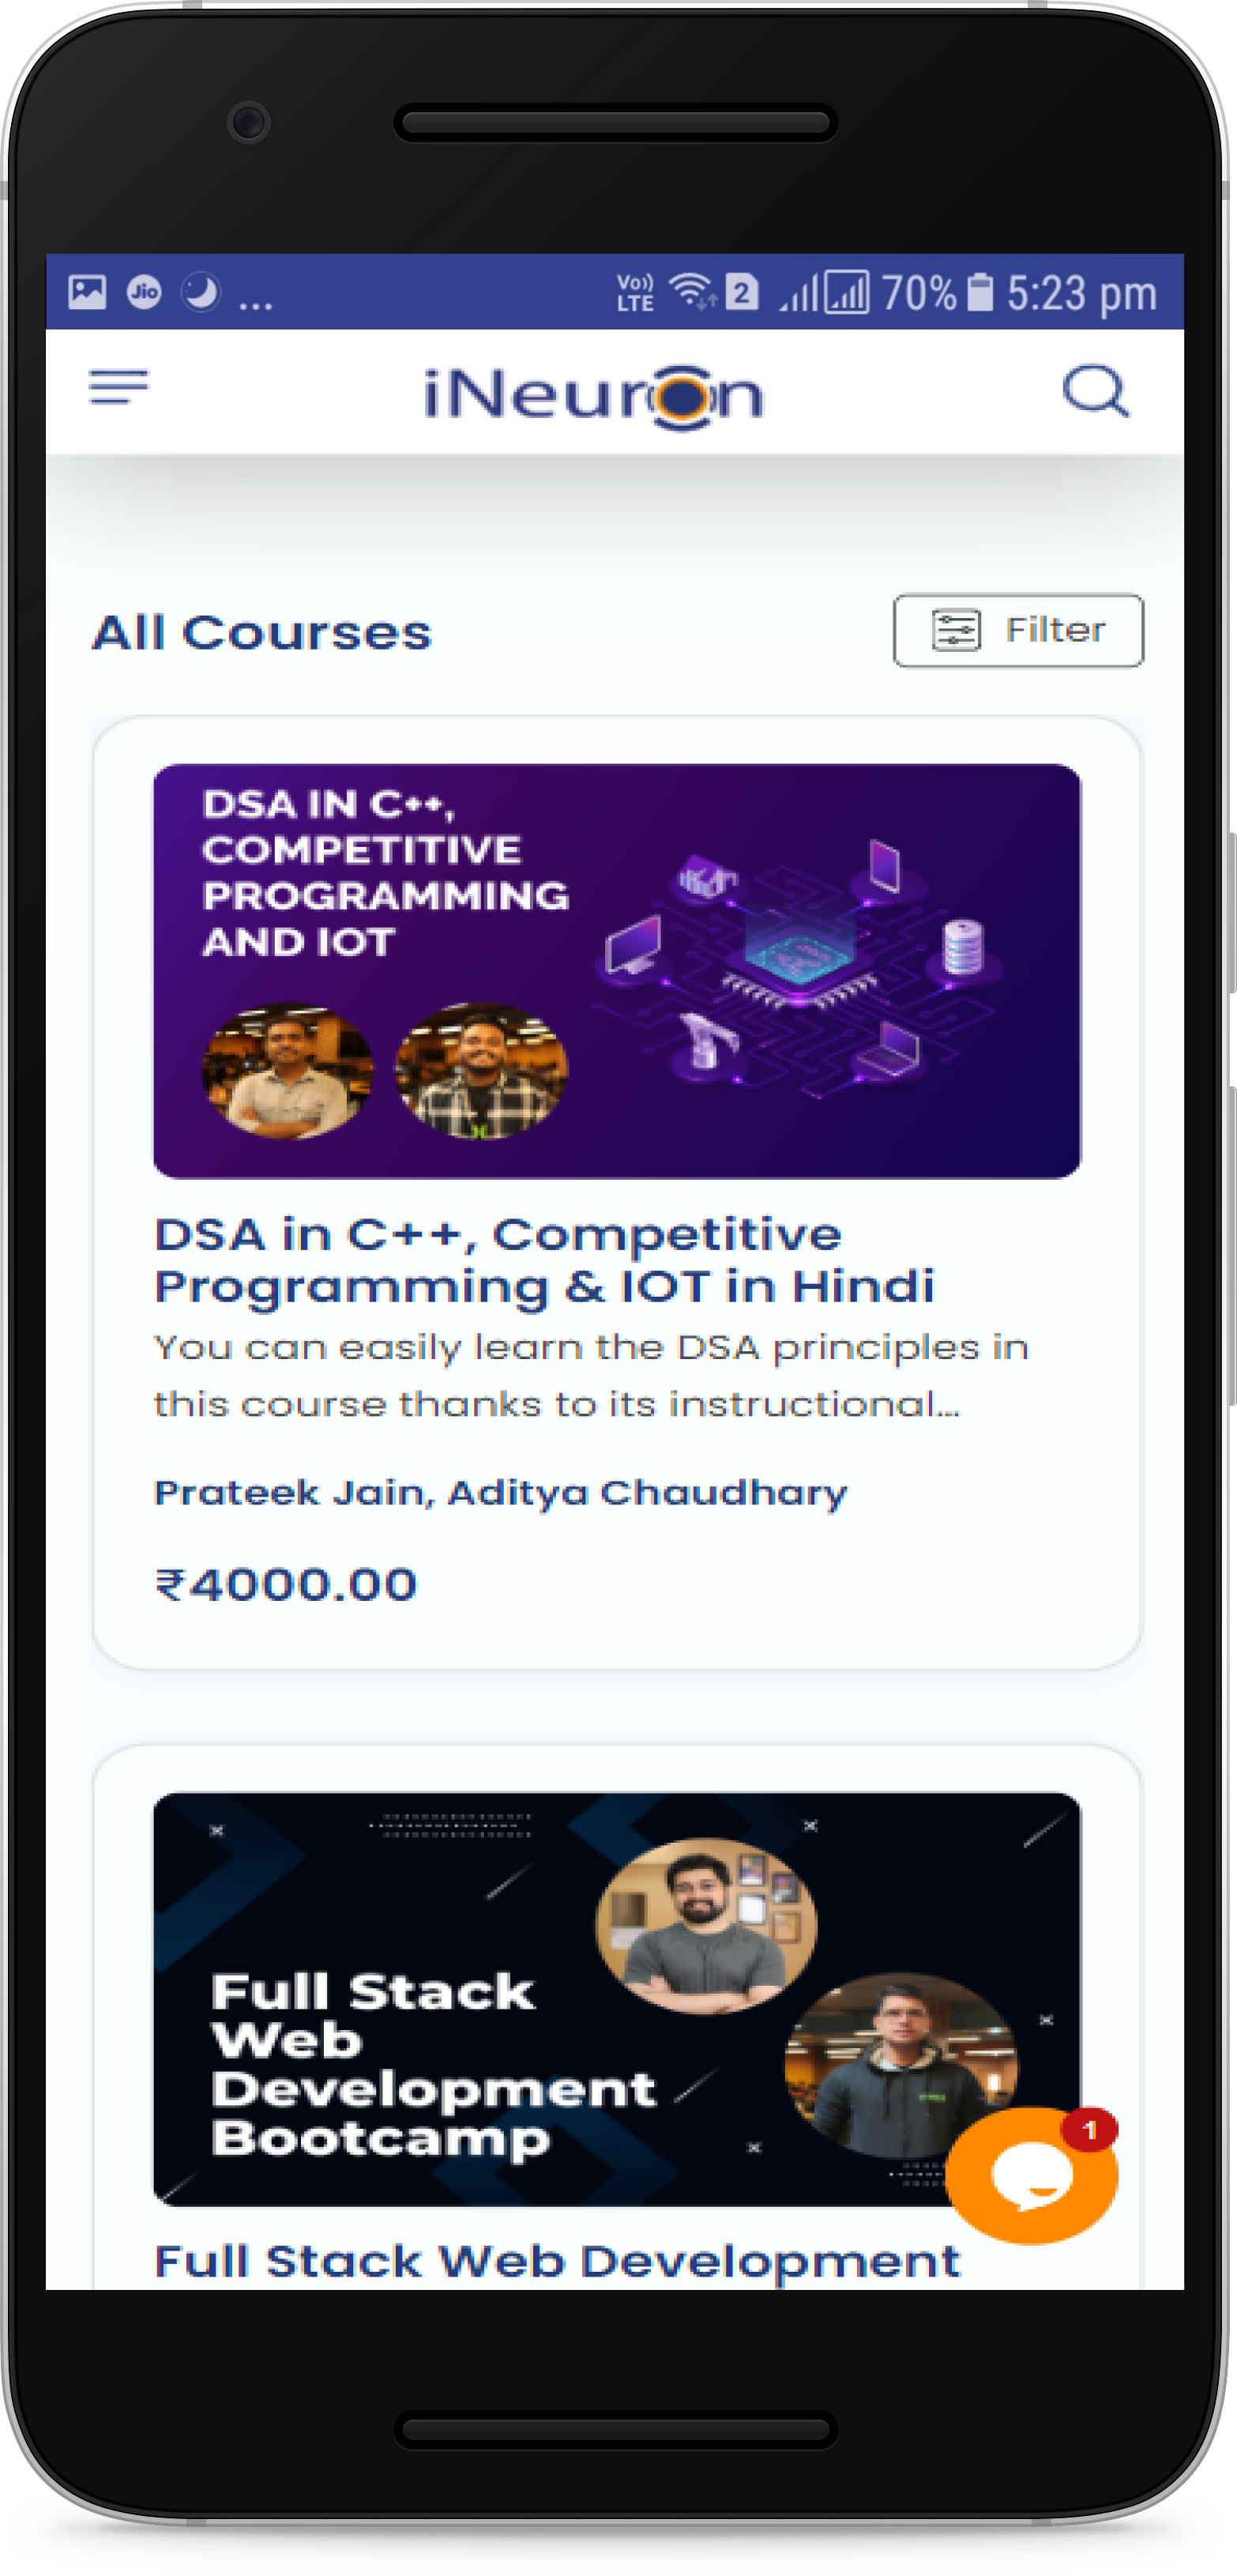 Jio
...
Vo))
LTE
2
70%
5:23 pm
iNeuron
All Courses
Filter
DSA IN C++,
COMPETITIVE
PROGRAMMING
AND IOT
DSA in C++, Competitive
Programming & IOT in Hindi
You can easily learn the DSA principles in
this course thanks to its instructional...
Prateek Jain, Aditya Chaudhary
₹4000.00
Full Stack
Web
Development
Bootcamp
1
Full Stack Web Development